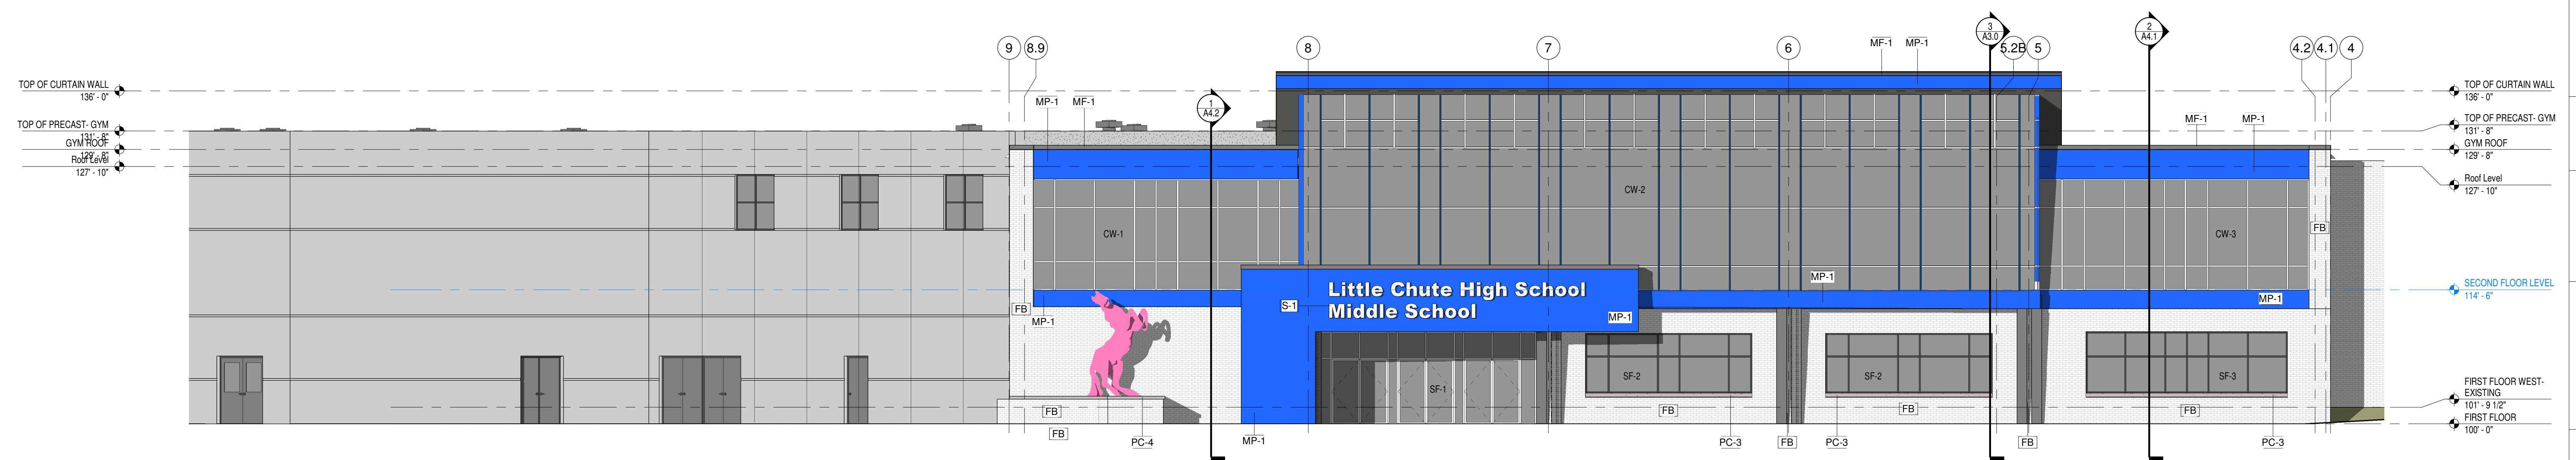 9
8.9
8
7
6
3
A3.0
5.2B
5
2
A4.1
4.2
4.1
4
MF-1
MP-1
TOP OF CURTAIN WALL
136' - 0"
TOP OF PRECAST- GYM
131' - 8"
GYM ROOF
129' - 8"
Roof Level
127' - 10"
MP-1
MF-1
1
A4.2
MF-1
MP-1
TOP OF CURTAIN WALL
136' - 0"
TOP OF PRECAST- GYM
131' - 8"
GYM ROOF
129' - 8"
Roof Level
127' - 10"
CW-1
CW-2
CW-3
FB
MP-1
SECOND FLOOR LEVEL
114' - 6"
Little Chute High School
Middle School
S-1
MP-1
MP-1
FB
MP-1
SF-1
SF-2
SF-2
SF-3
FIRST FLOOR WEST-
EXISTING
101' - 9 1/2"
FIRST FLOOR
100' - 0"
FB
FB
FB
FB
FB
PC-4
MP-1
PC-3
FB
PC-3
FB
PC-3